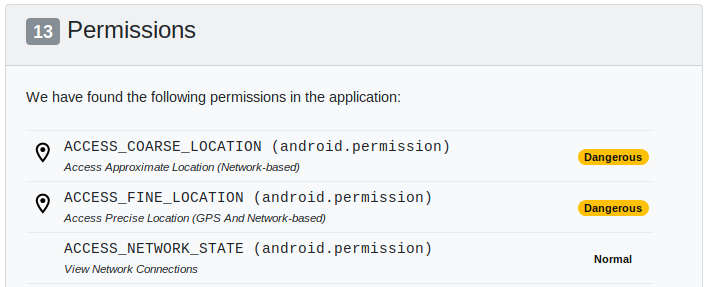 13 Permissions
We have found the following permissions in the application:
ACCESS_COARSE_LOCATION (android.permission)
Access Approximate Location (Network-based)
Dangerous
ACCESS_FINE_LOCATION (android.permission)
Access Precise Location (GPS And Network-based)
Dangerous
ACCESS_NETWORK_STATE (android.permission)
View Network Connections
Normal